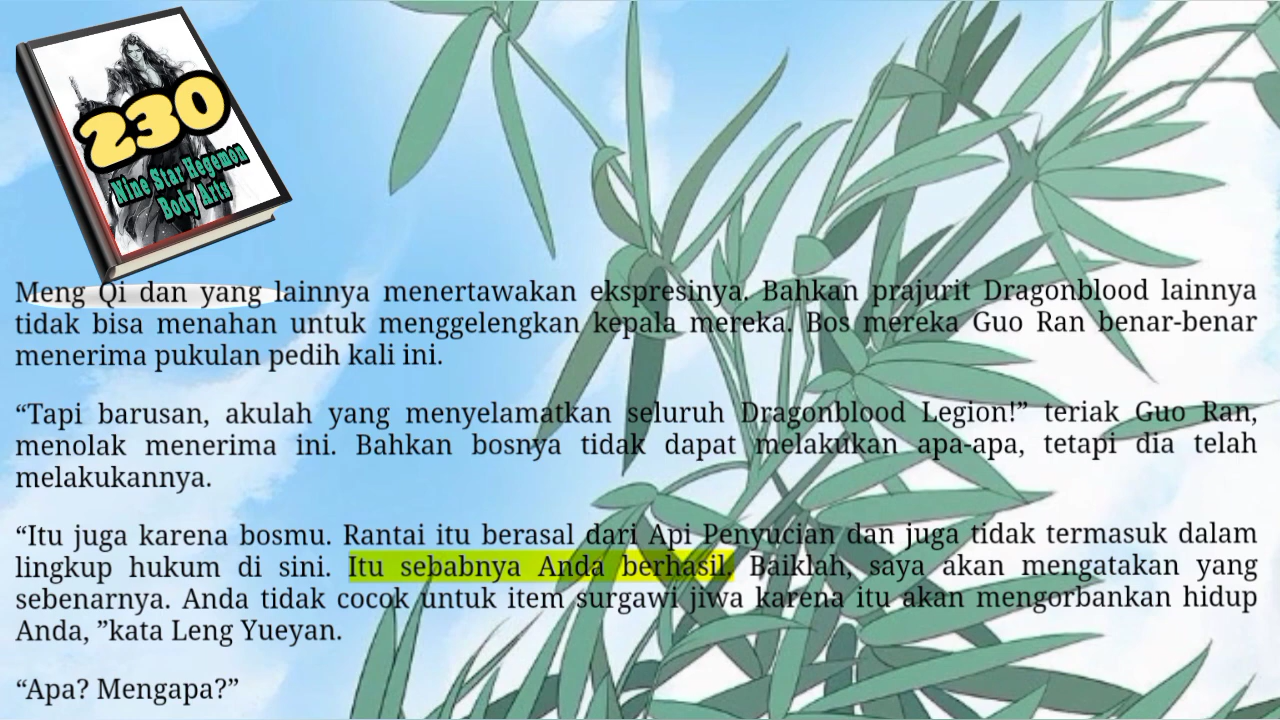 230
Nine Star Hegemon
Body Arts
Meng Qi dan yang lainnya menertawakan ekspresinya. Bahkan prajurit Dragonblood lainnya
tidak bisa menahan untuk menggelengkan kepala mereka. Bos mereka Guo Ran benar-benar
menerima pukulan pedih kali ini.
“Tapi barusan, akulah yang menyelamatkan seluruh Dragonblood Legion!” teriak Guo Ran,
menolak menerima ini. Bahkan bosnya tidak dapat melakukan apa-apa, tetapi dia telah
melakukannya.
“Itu juga karena bosmu. Rantai itu berasal dari Api Penyucian dan juga tidak termasuk dalam
lingkup hukum di sini. Itu sebabnya Anda berhasil. Baiklah, saya akan mengatakan yang
sebenarnya. Anda tidak cocok untuk item surgawi jiwa karena itu akan mengorbankan hidup
Anda, ”kata Leng Yueyan.
“Apa? Mengapa?”